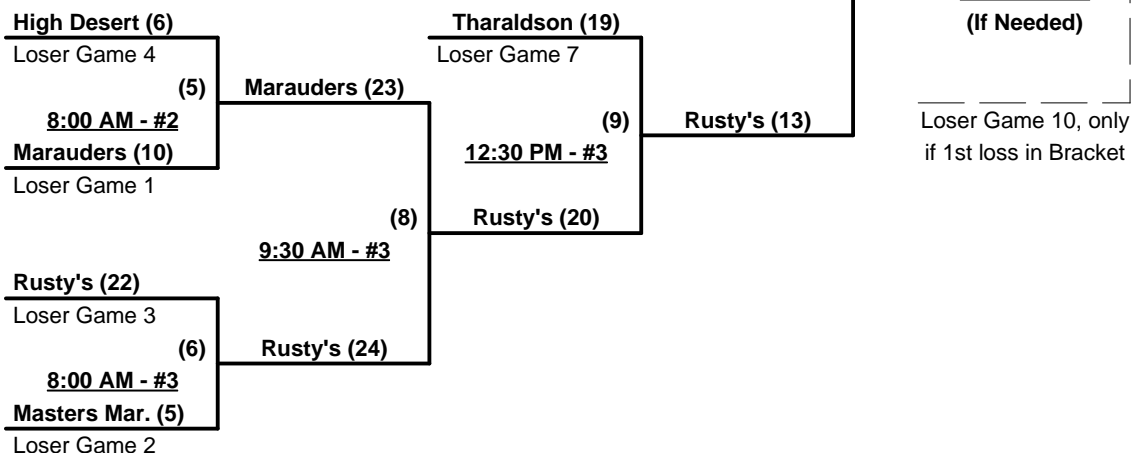 High Desert (6)
Loser Game 4
(5)
8:00 AM - #2
Marauders (10)
Loser Game 1
Marauders (23)
(8)
9:30 AM - #3
Rusty's (22)
Loser Game 3
(6)
8:00 AM - #3
Masters Mar. (5)
Loser Game 2
Rusty's (24)
Tharaldson (19)
Loser Game 7
(9)
12:30 PM - #3
Rusty's (20)
Rusty's (13)
(If Needed)
Loser Game 10, only
if 1st loss in Bracket